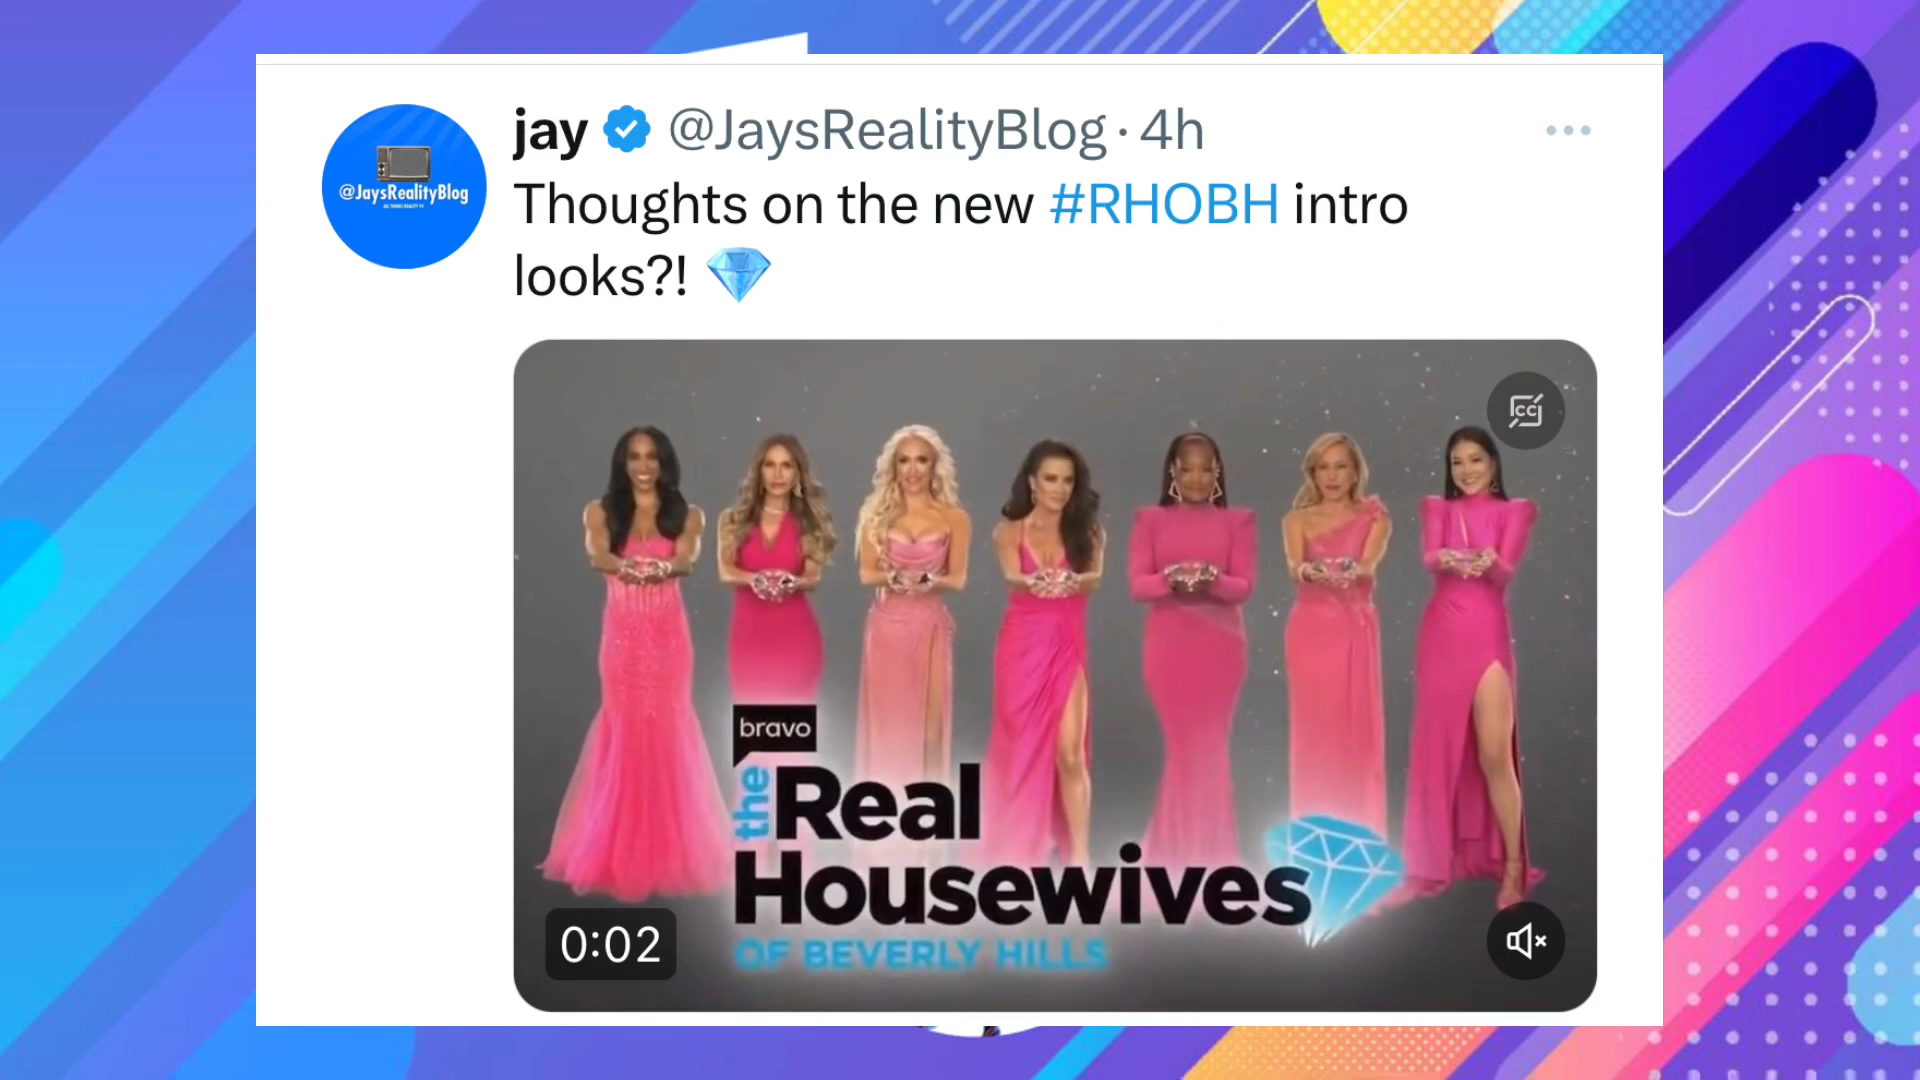 jay @JaysRealityBlog · 4h
@JaysRealityBlog
Thoughts on the new #RHOBH intro
looks?!
CC
bravo
the Real
Housewives
OF BEVERLY HILLS
0:02